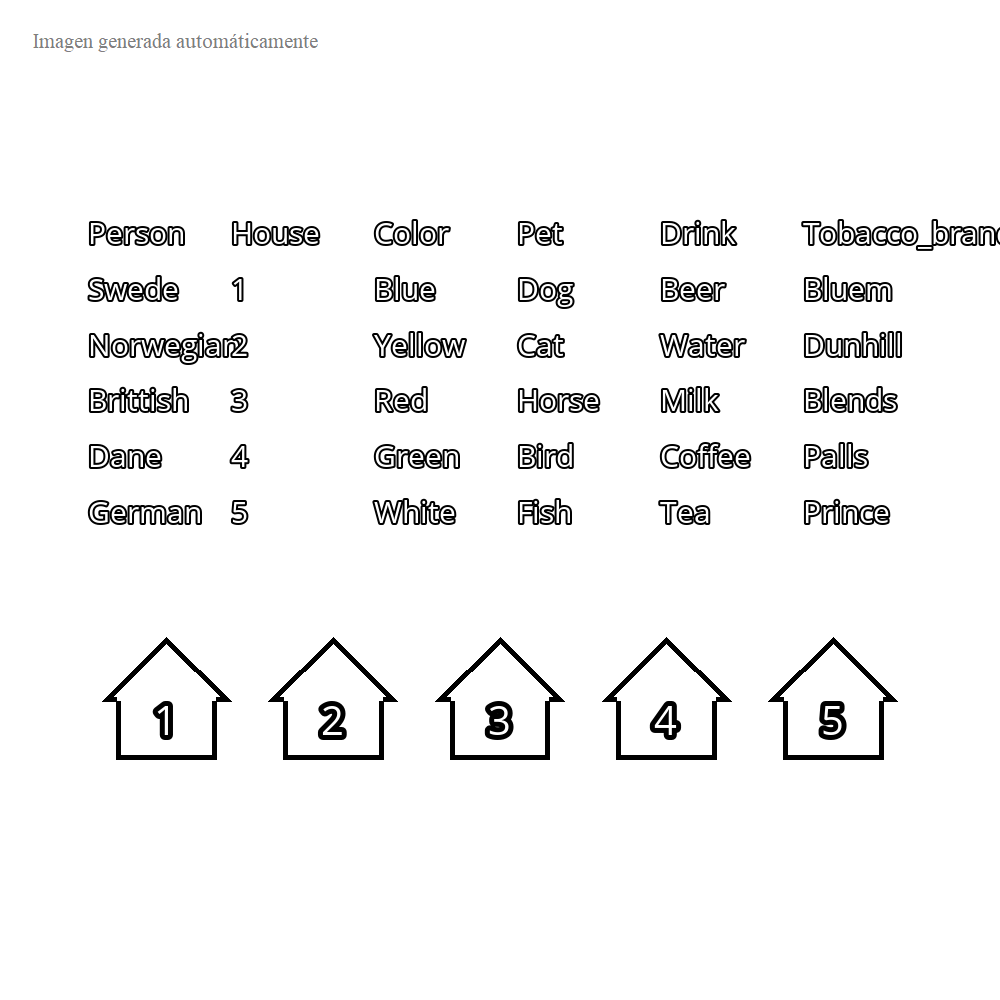 Imagen generada automáticamente
Person House Color Pet Drink Tobacco_bran
Swede 1 Blue Dog Beer Bluem
Norwegian 2 Yellow Cat Water Dunhill
Brittish 3 Red Horse Milk Blends
Dane 4 Green Bird Coffee Palls
German 5 White Fish Tea Prince
1 2 3 4 5